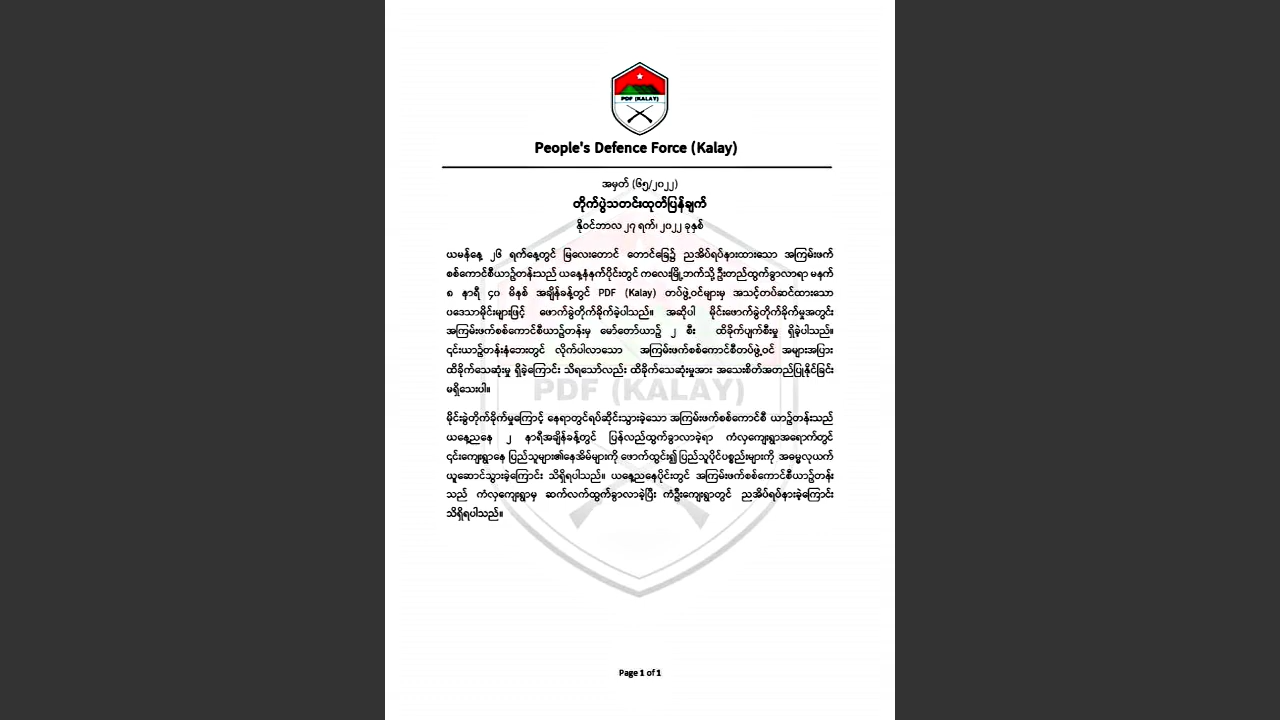 PDF (KALAY)
People's Defence Force (Kalay)
အမှတ် (၆၅/၂၀၂၂)
တိုက်ပွဲသတင်းထုတ်ပြန်ချက်
နိုဝင်ဘာလ ၂၇ ရက်၊ ၂၀၂၂ ခုနှစ်
ယမန်နေ့ ၂၆ ရက်နေ့တွင် မြလေးတောင် တောင်ခြေ၌ ညအိပ်ရပ်နားထားသော အကြမ်းဖက်
စစ်ကောင်စီယာဥ်တန်းသည် ယနေ့နံနက်ပိုင်းတွင် ကလေးမြို့ဘက်သို့ ဦးတည်ထွက်ခွာလာရာ မနက်
၈ နာရီ ၄၀ မိနစ် အချိန်ခန့်တွင် PDF (Kalay) တပ်ဖွဲ့ဝင်များမှ အသင့်တပ်ဆင်ထားသော
ပဒေသာမိုင်းများဖြင့် ဖောက်ခွဲတိုက်ခိုက်ခဲ့ပါသည်။ အဆိုပါ မိုင်းဖောက်ခွဲတိုက်ခိုက်မှုအတွင်း
အကြမ်းဖက်စစ်ကောင်စီယာဥ်တန်းမှ မော်တော်ယာဥ် ၂ စီး ထိခိုက်ပျက်စီးမှု ရှိခဲ့ပါသည်။
၎င်းယာဥ်တန်းနံဘေးတွင် လိုက်ပါလာသော အကြမ်းဖက်စစ်ကောင်စီတပ်ဖွဲ့ဝင် အများအပြား
ထိခိုက်သေဆုံးမှု ရှိခဲ့ကြောင်း သိရသော်လည်း ထိခိုက်သေဆုံးမှုအား အသေးစိတ်အတည်ပြုနိုင်ခြင်း
မရှိသေးပါ။
မိုင်းခွဲတိုက်ခိုက်မှုကြောင့် နေရာတွင်ရပ်ဆိုင်းသွားခဲ့သော အကြမ်းဖက်စစ်ကောင်စီ ယာဥ်တန်းသည်
ယနေ့ညနေ ၂ နာရီအချိန်ခန့်တွင် ပြန်လည်ထွက်ခွာလာခဲ့ရာ ကံလှကျေးရွာအရောက်တွင်
၎င်းကျေးရွာနေ ပြည်သူများ၏နေအိမ်များကို ဖောက်ထွင်း၍ ပြည်သူပိုင်ပစ္စည်းများကို အဓမ္မလုယက်
ယူဆောင်သွားခဲ့ကြောင်း သိရှိရပါသည်။ ယနေ့ညနေပိုင်းတွင် အကြမ်းဖက်စစ်ကောင်စီယာဥ်တန်း
သည် ကံလှကျေးရွာမှ ဆက်လက်ထွက်ခွာလာခဲ့ပြီး ကံဦးကျေးရွာတွင် ညအိပ်ရပ်နားခဲ့ကြောင်း
သိရှိရပါသည်။
PDF (KALAY)
Page 1 of 1